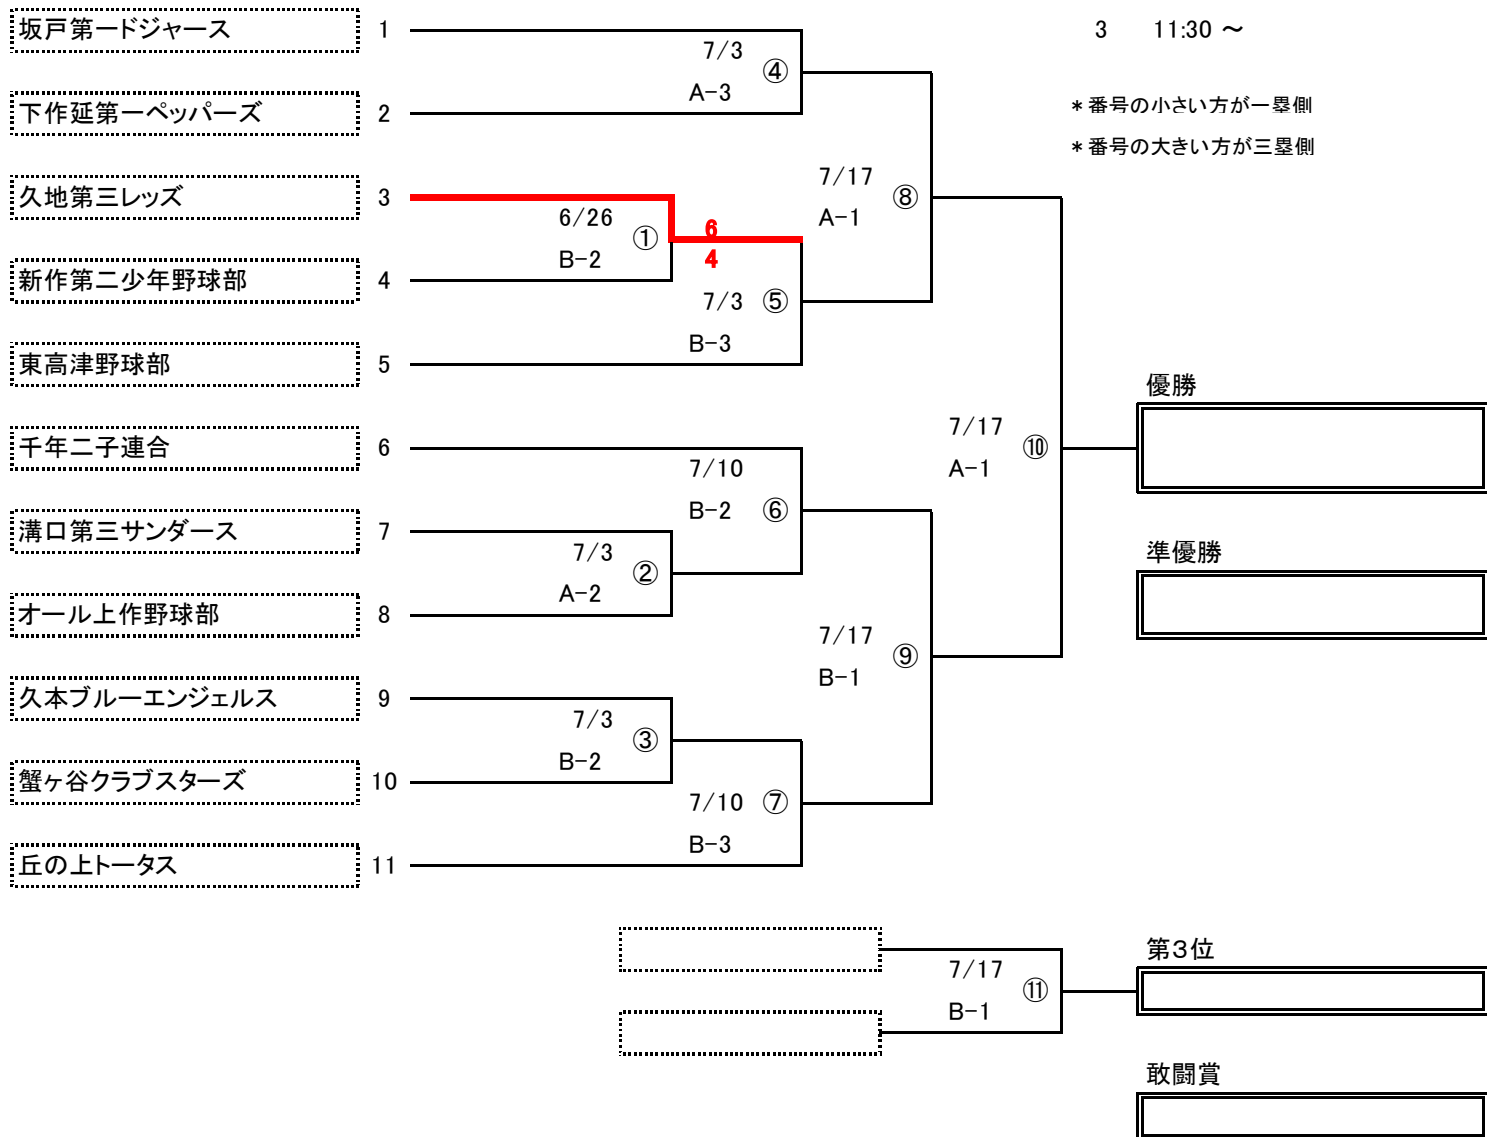 坂戸第一ドジャース 1
3 11:30 ～
7/3
④
A-3
＊番号の小さい方が一塁側
下作延第一ペッパーズ 2
＊番号の大きい方が三塁側
久地第三レッズ 3
7/17
⑧
A-1
6/26
①
B-2
6
4
新作第二少年野球部 4
7/3 ⑤
B-3
東高津野球部 5
優勝
千年二子連合 6
7/17
⑩
A-1
7/10
B-2 ⑥
溝口第三サンダース 7
7/3
②
A-2
準優勝
オール上作野球部 8
7/17
⑨
B-1
久本ブルーエンジェルス 9
7/3
③
B-2
蟹ヶ谷クラブスターズ 10
7/10 ⑦
B-3
丘の上トータス 11
第３位
7/17
⑪
B-1
敢闘賞